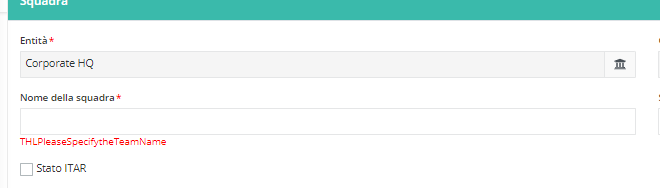 Squadra
Entità*
Corporate HQ
Nome della squadra*
THLPleaseSpecifytheTeamName
Stato ITAR